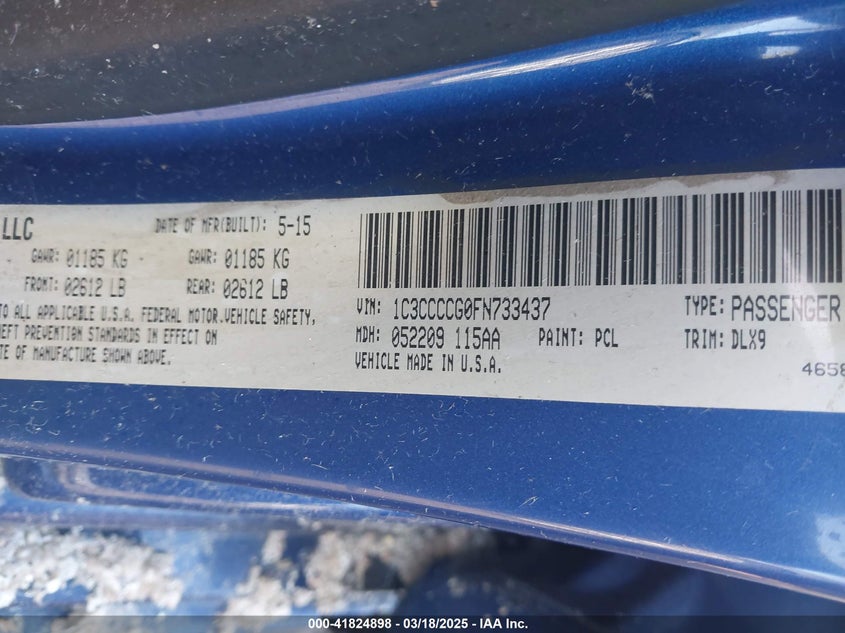 LLC
DATE OF MFR(BUILT): 5-15
GAWR: 01185 KG GAWR: 01185 KG
FRONT: 02612 LB REAR: 02612 LB
TO ALL APPLICABLE U.S.A. FEDERAL MOTOR VEHICLE SAFETY,
THEFT PREVENTION STANDARDS IN EFFECT ON
DATE OF MANUFACTURE SHOWN ABOVE.
VIN: 1C3CCCCG0FN733437 TYPE: PASSENGER
MDH: 052209 115AA PAINT: PCL TRIM: DLX9
VEHICLE MADE IN U.S.A.
4658
000-41824898 - 03/18/2025 - IAA Inc.